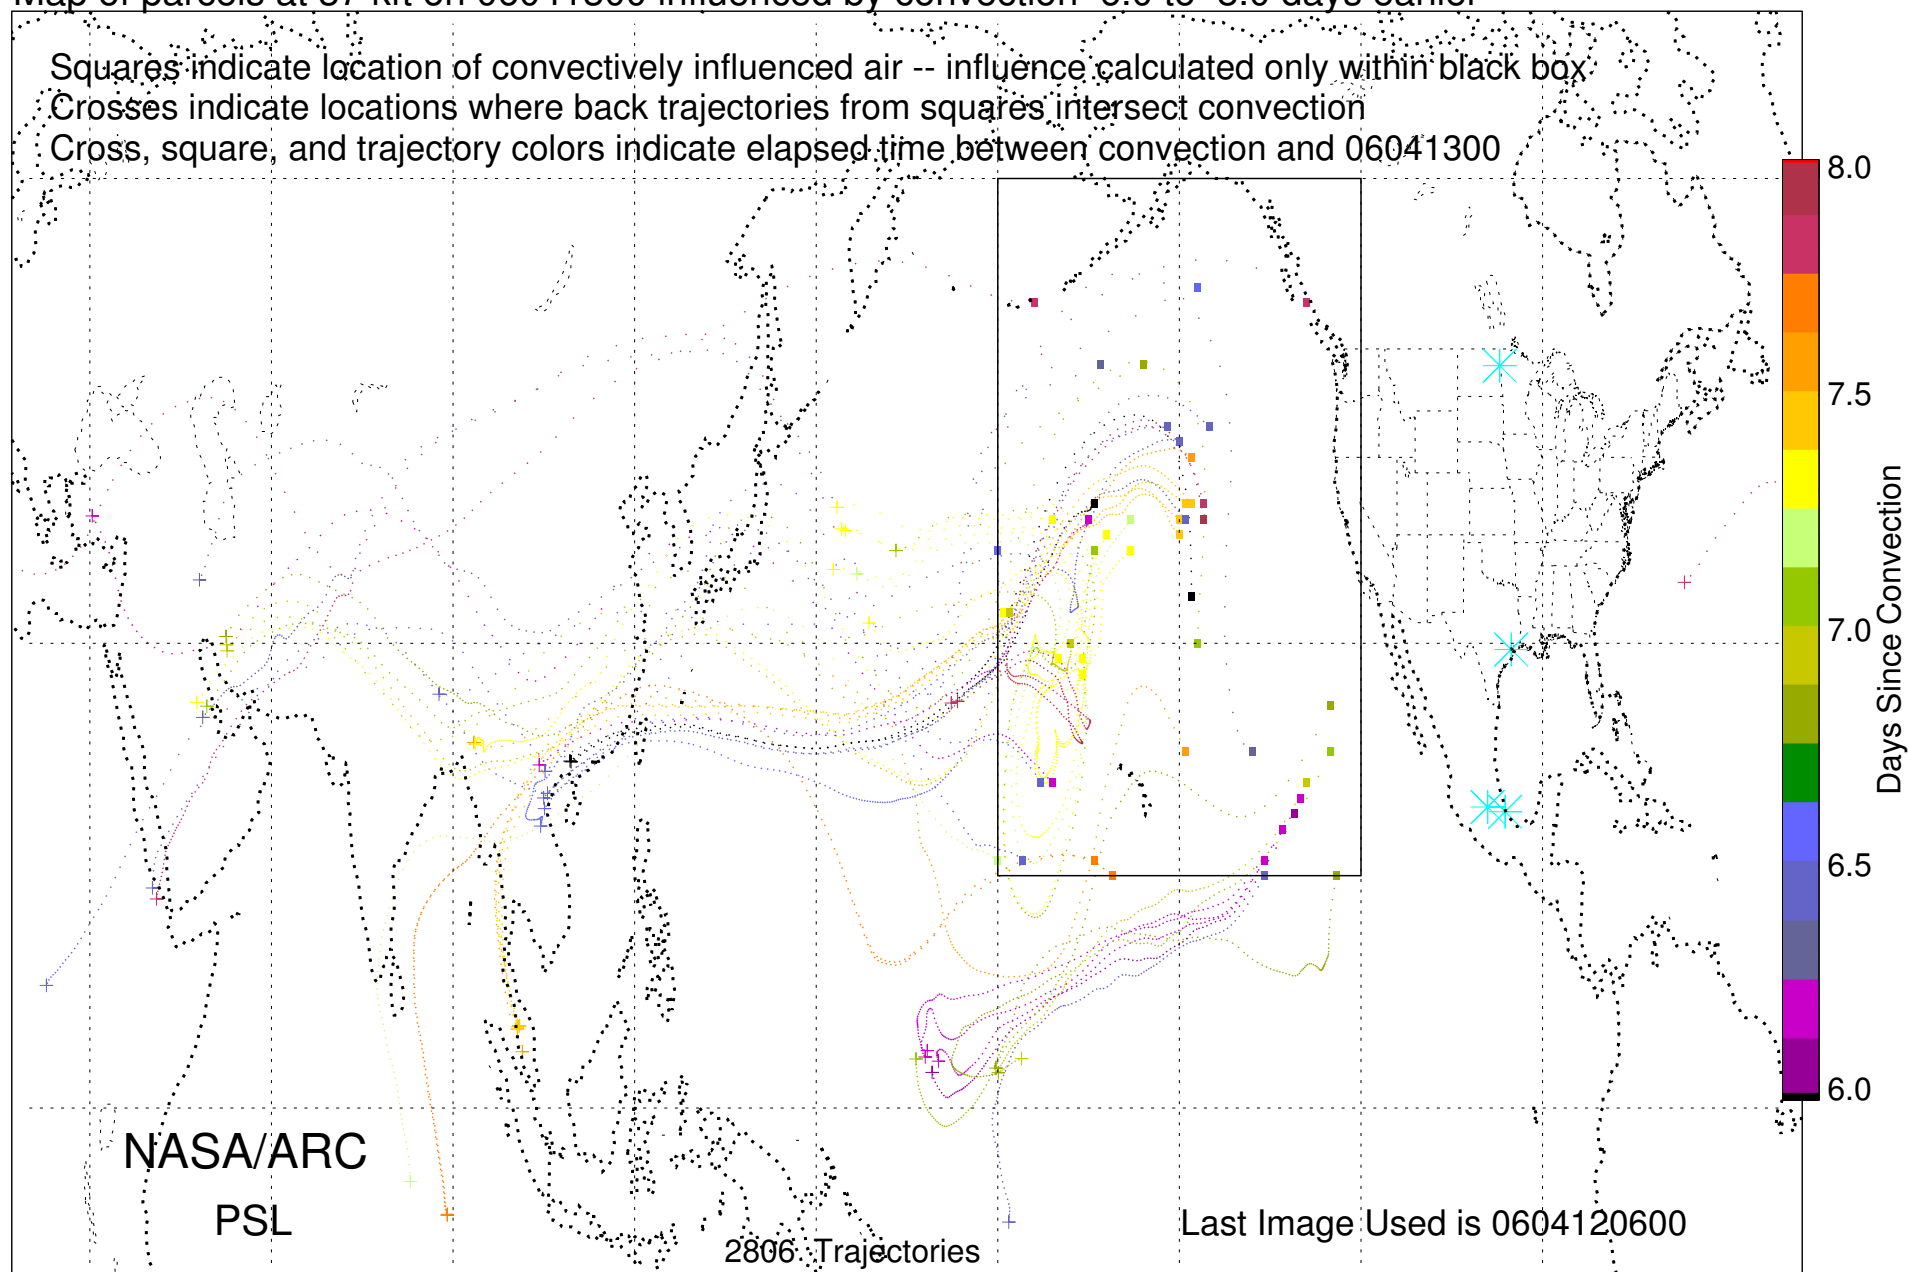 Squares indicate location of convectively influenced air -- influence calculated only within black box
Crosses indicate locations where back trajectories from squares intersect convection
Cross, square, and trajectory colors indicate elapsed time between convection and 06041300
8.0
7.5
7.0
6.5
6.0
Days Since Convection
NASA/ARC
PSL
2806 Trajectories
Last Image Used is 0604120600